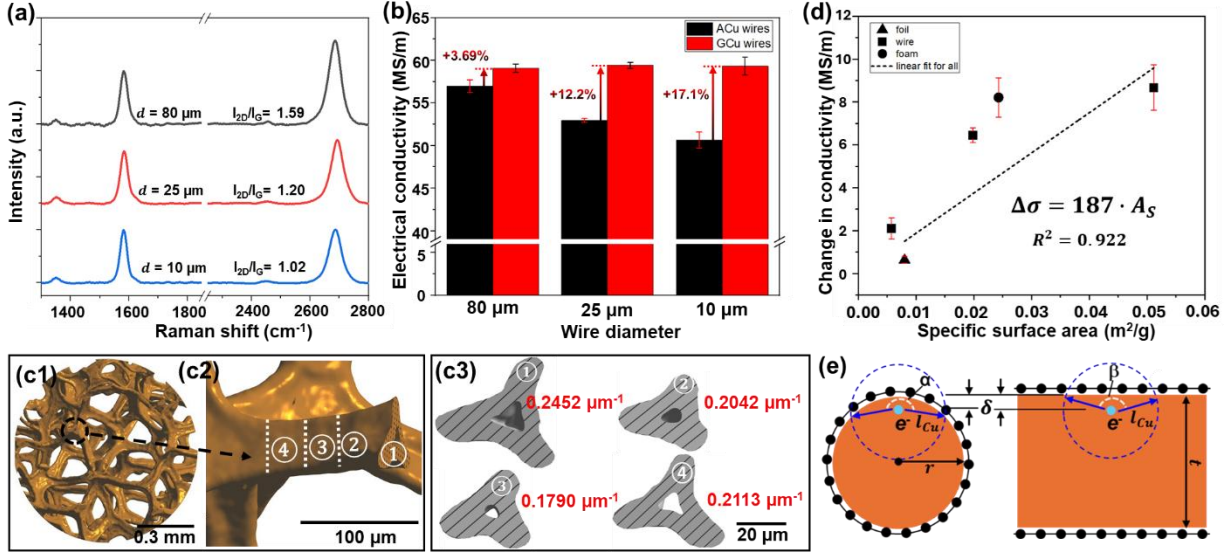 (a)
Intensity (a.u.)
d = 80 μm
I2D/IG= 1.59
d = 25 μm
I2D/IG= 1.20
d = 10 μm
I2D/IG= 1.02
1400 1600 2400 2600 2800
Raman shift (cm-1)
(b)
Electrical conductivity (MS/m)
65
60
55
50
45
40
5
0
ACu wires
GCu wires
+3.69%
+12.2%
+17.1%
80 μm 25 μm 10 μm
Wire diameter
(d)
Change in conductivity (MS/m)
12
10
8
6
4
2
0
foil
wire
foam
linear fit for all
Δσ = 187 · AS
R2 = 0.922
0.00 0.01 0.02 0.03 0.04 0.05 0.06
Specific surface area (m2/g)
(c1)
0.3 mm
(c2)
④ ③ ② ①
100 μm
(c3)
①
0.2452 μm-1
②
0.2042 μm-1
③
0.1790 μm-1
④
0.2113 μm-1
20 μm
(e)
α
δ
e- lCu
r
β
e- lCu
t